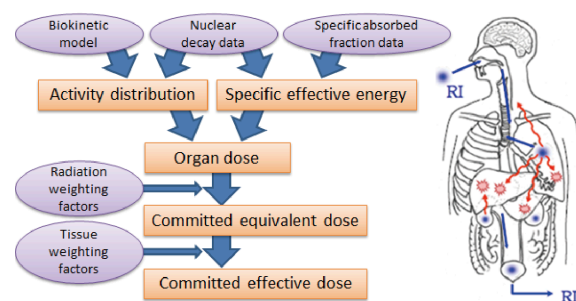 Biokinetic
model
Nuclear
decay data
Specific absorbed
fraction data
Activity distribution
Specific effective energy
Organ dose
Radiation
weighting
factors
Committed equivalent dose
Tissue
weighting
factors
Committed effective dose
RI
RI